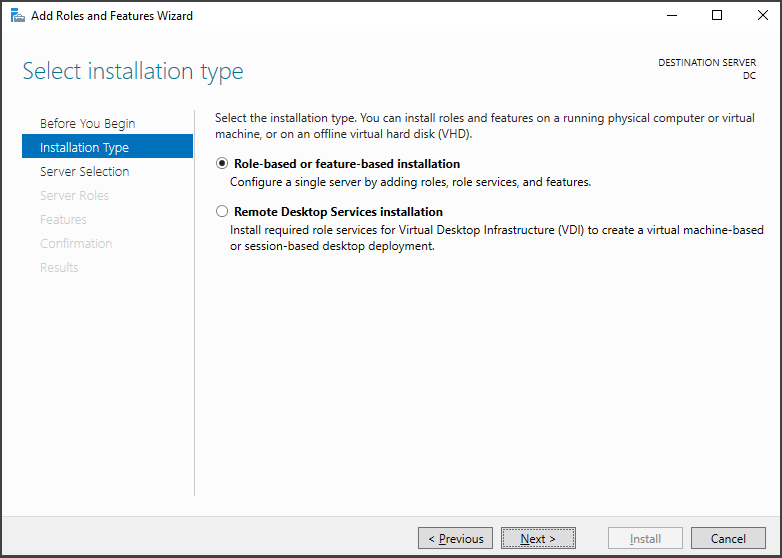 Add Roles and Features Wizard
Select installation type
DESTINATION SERVER
DC
Before You Begin
Installation Type
Server Selection
Server Roles
Features
Confirmation
Results
Select the installation type. You can install roles and features on a running physical computer or virtual
machine, or on an offline virtual hard disk (VHD).
Role-based or feature-based installation
Configure a single server by adding roles, role services, and features.
Remote Desktop Services installation
Install required role services for Virtual Desktop Infrastructure (VDI) to create a virtual machine-based
or session-based desktop deployment.
< Previous
Next >
Install
Cancel